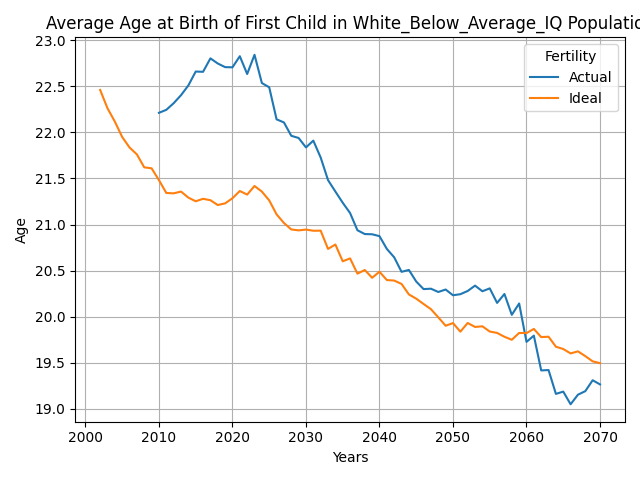 Average Age at Birth of First Child in White_Below_Average_IQ Populatio
Fertility
Actual
Ideal
23.0
22.5
22.0
21.5
21.0
20.5
20.0
19.5
19.0
Age
2000 2010 2020 2030 2040 2050 2060 2070
Years